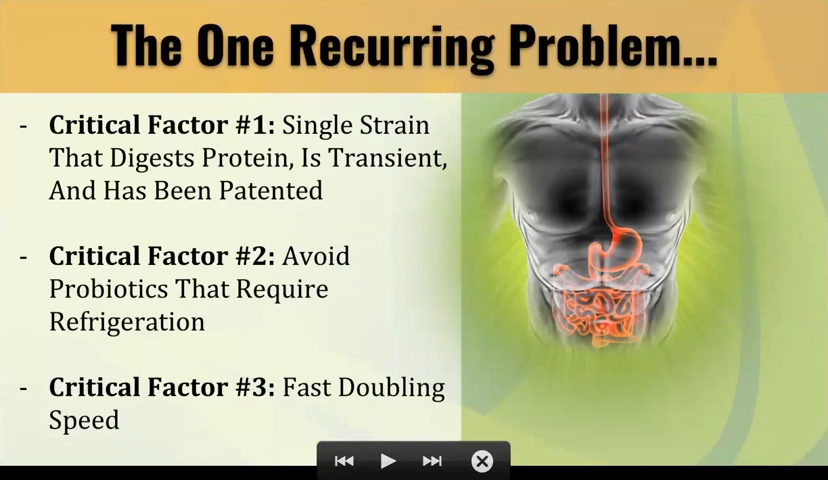 The One Recurring Problem...
- Critical Factor #1: Single Strain
That Digests Protein, Is Transient,
And Has Been Patented
- Critical Factor #2: Avoid
Probiotics That Require
Refrigeration
- Critical Factor #3: Fast Doubling
Speed